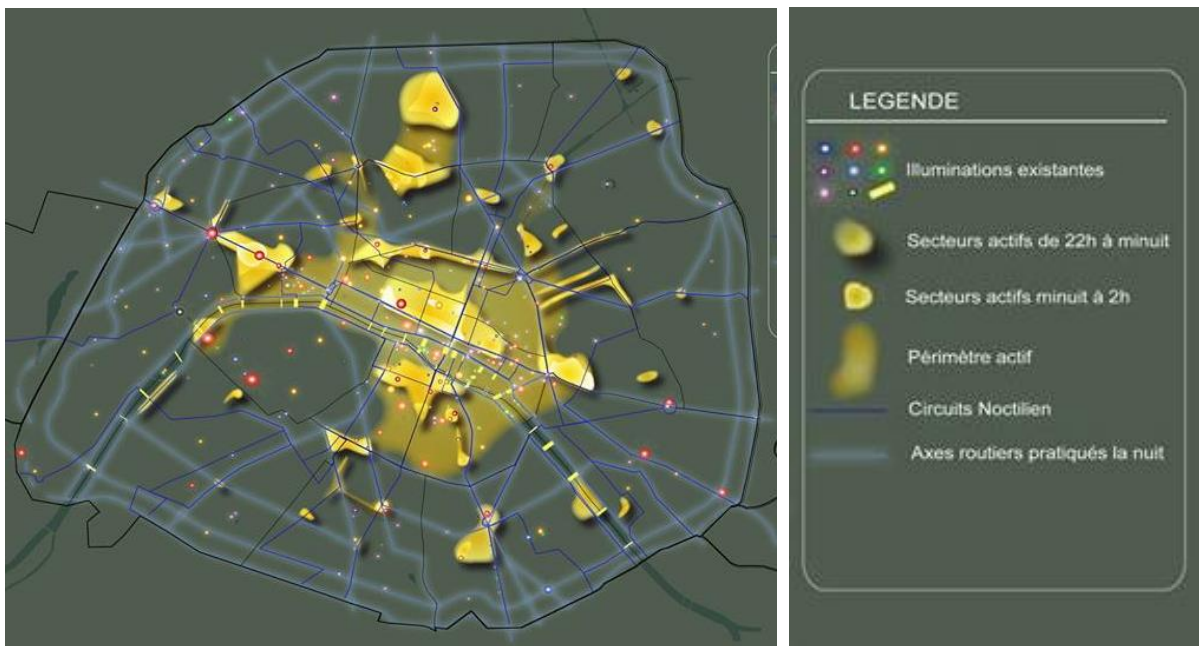 LEGENDE
Illuminations existantes
Secteurs actifs de 22h à minuit
Secteurs actifs minuit à 2h
Périmètre actif
Circuits Noctilien
Axes routiers pratiqués la nuit